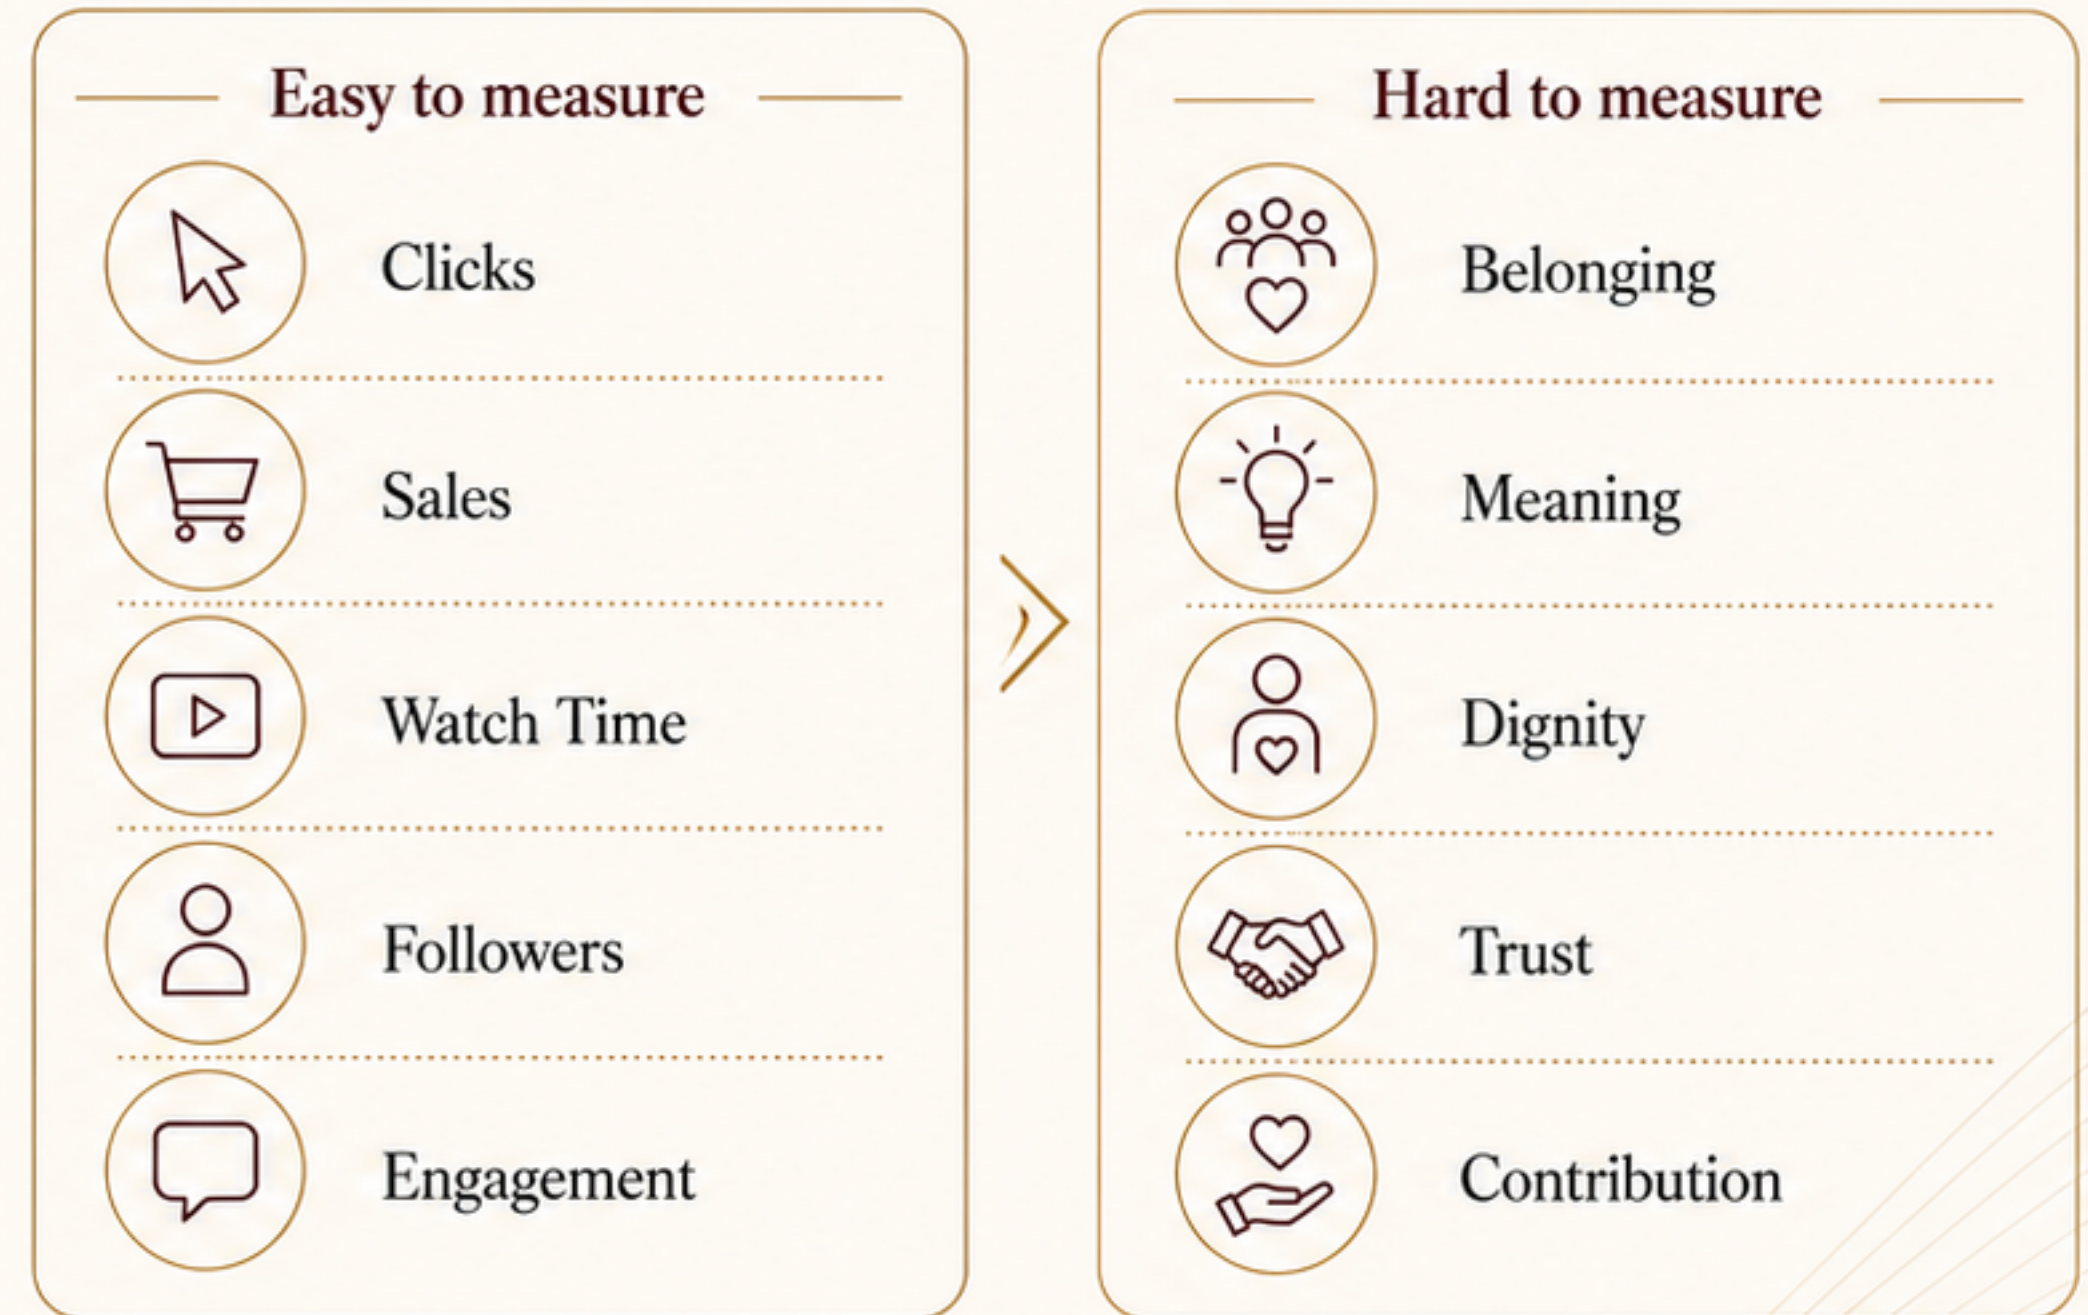 Easy to measure
Clicks
Sales
Watch Time
Followers
Engagement
Hard to measure
Belonging
Meaning
Dignity
Trust
Contribution